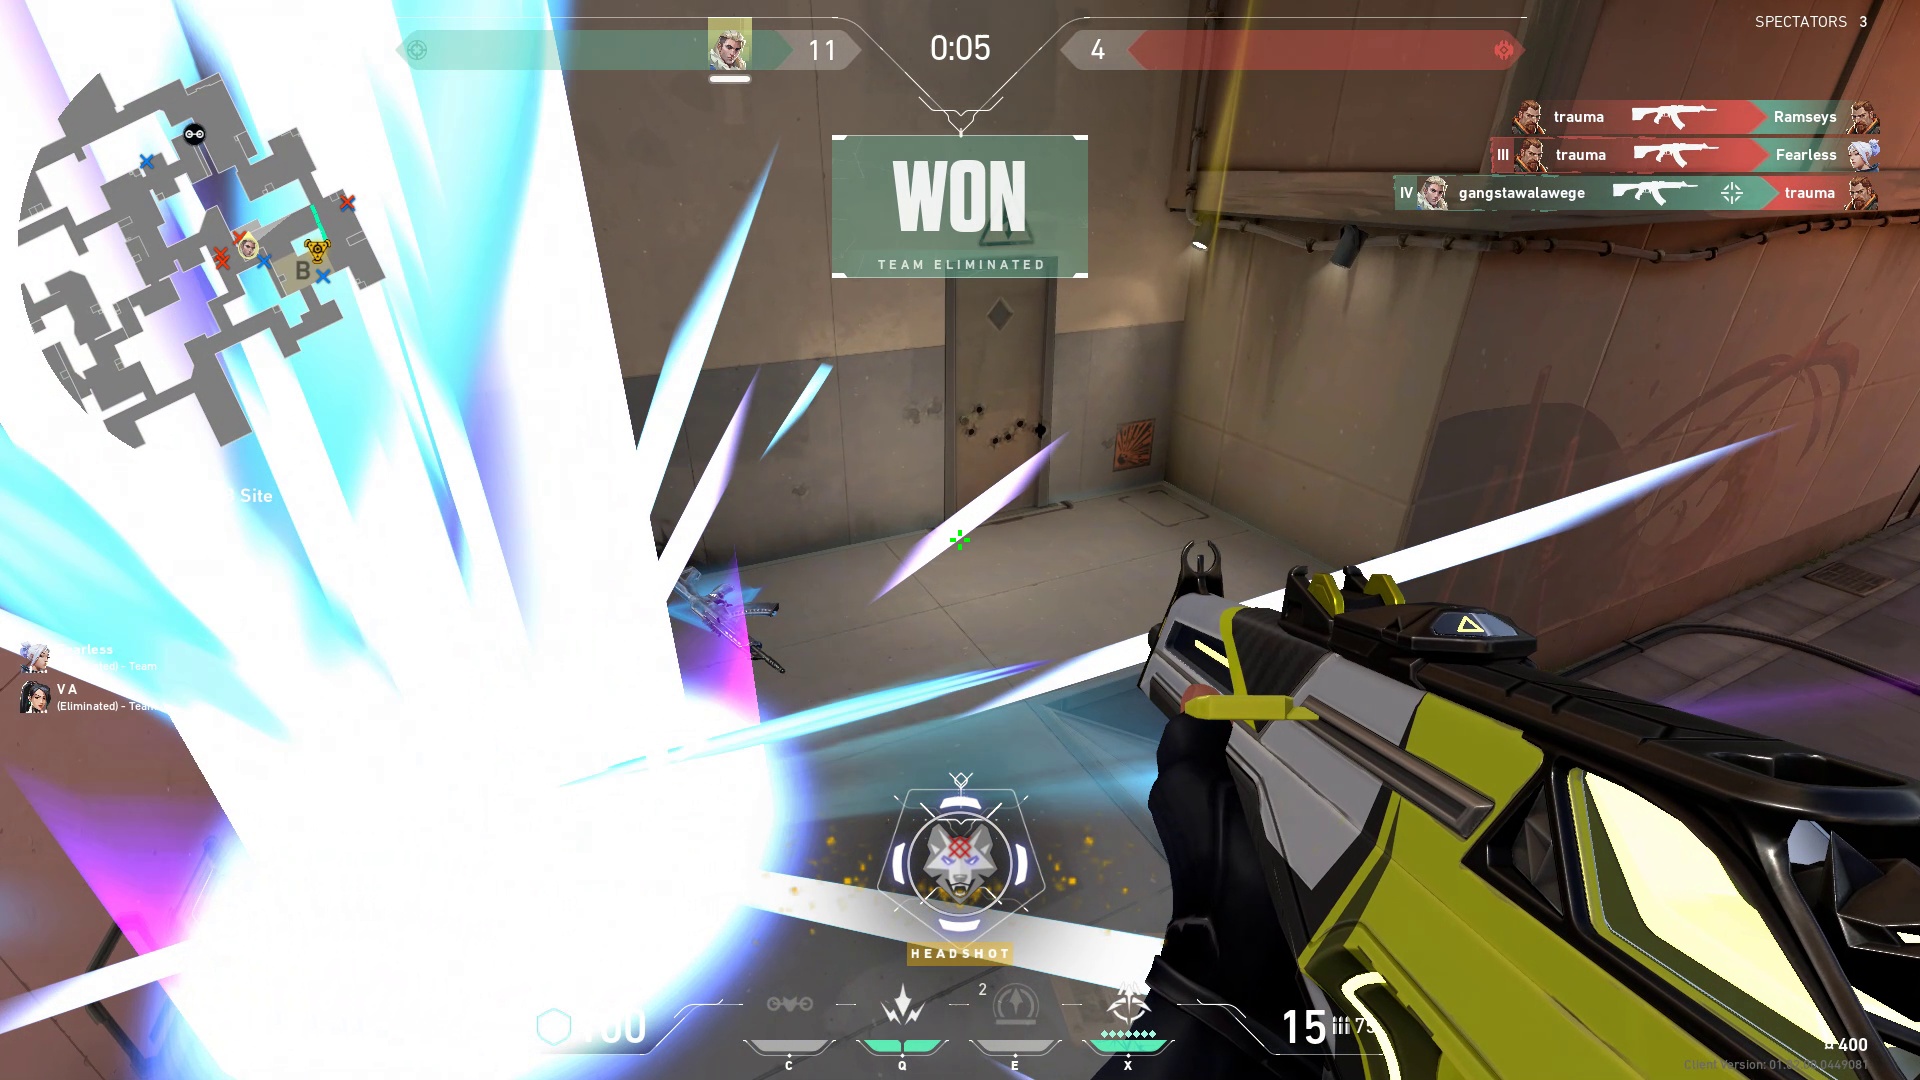 SPECTATORS 3
11
0:05
4
trauma Ramseys
III trauma Fearless
IV gangstawalawege trauma
WON
TEAM ELIMINATED
B
Site
V A
(Eliminated) - Team
HEADSHOT
2
15
75
400
C
Q
E
X